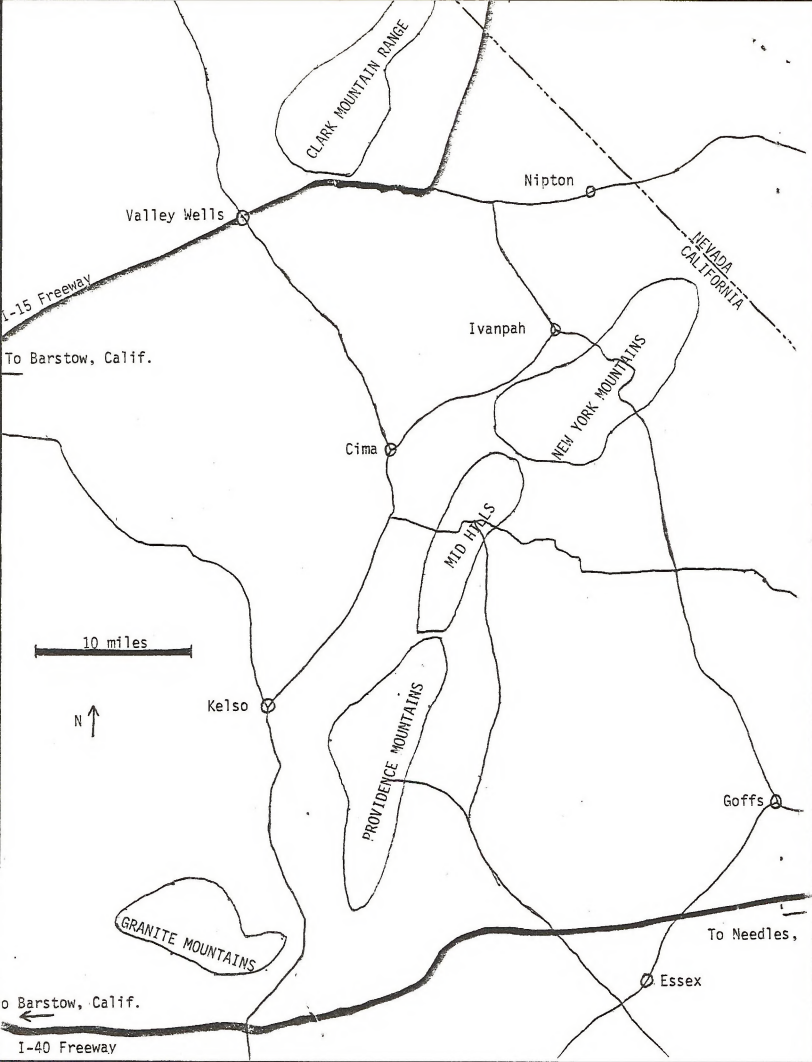 CLARK MOUNTAIN RANGE
Nipton
Valley Wells
NEVADA
CALIFORNIA
I-15 Freeway
Ivanpah
To Barstow, Calif.
NEW YORK MOUNTAINS
Cima
MID HILLS
10 miles
Kelso
N
PROVIDENCE MOUNTAINS
Goffs
GRANITE MOUNTAINS
To Needles,
Essex
o Barstow, Calif.
I-40 Freeway